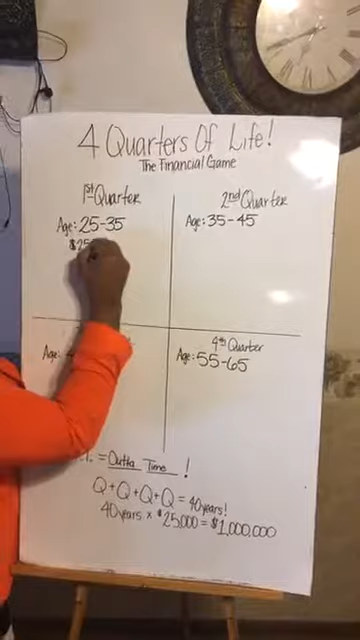 4 Quarters Of Life!
The Financial Game
1st Quarter
Age: 25-35
2nd Quarter
Age: 35-45
Age:
4th Quarter
Age: 55-65
= Outta Time !
Q+Q+Q+Q = 40 years!
40 years x $25,000 = $1,000,000